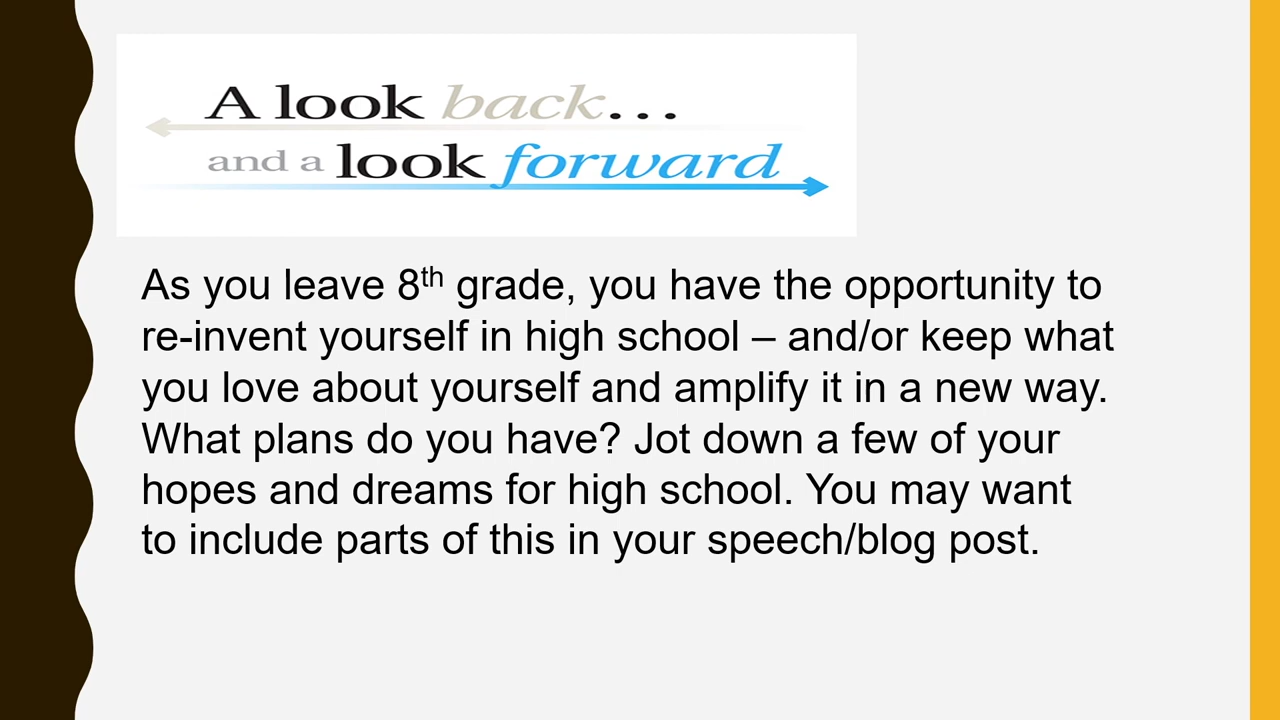 A look back...
and a look forward
As you leave 8th grade, you have the opportunity to
re-invent yourself in high school – and/or keep what
you love about yourself and amplify it in a new way.
What plans do you have? Jot down a few of your
hopes and dreams for high school. You may want
to include parts of this in your speech/blog post.